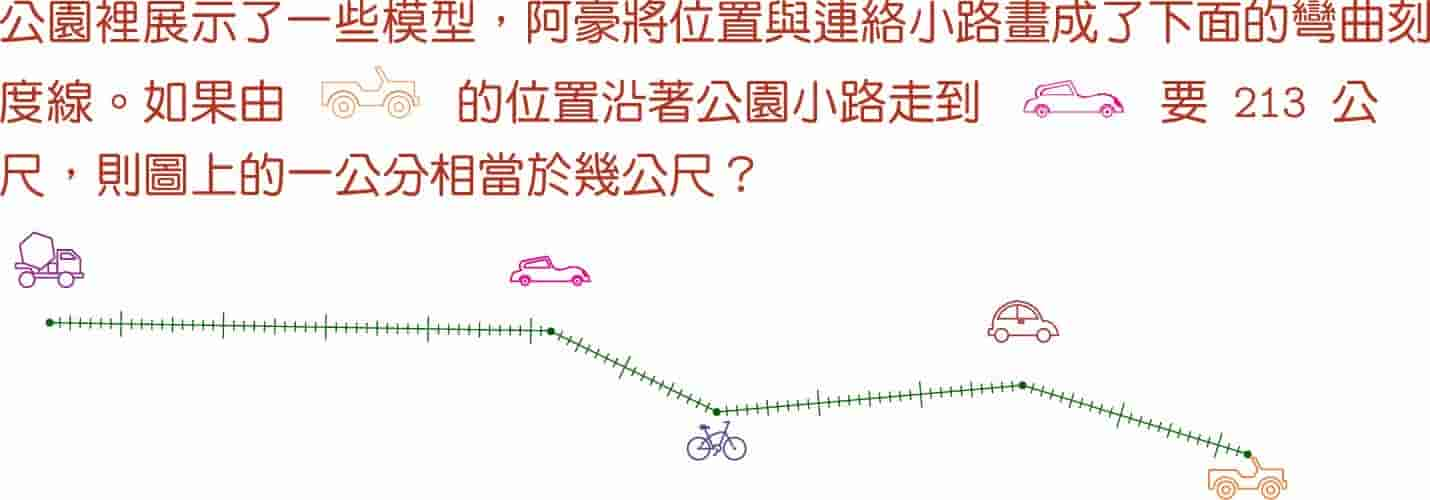 公園裡展示了一些模型，阿豪將位置與連絡小路畫成了下面的彎曲刻
度線。如果由 的位置沿著公園小路走到 要 213 公
尺，則圖上的一公分相當於幾公尺？